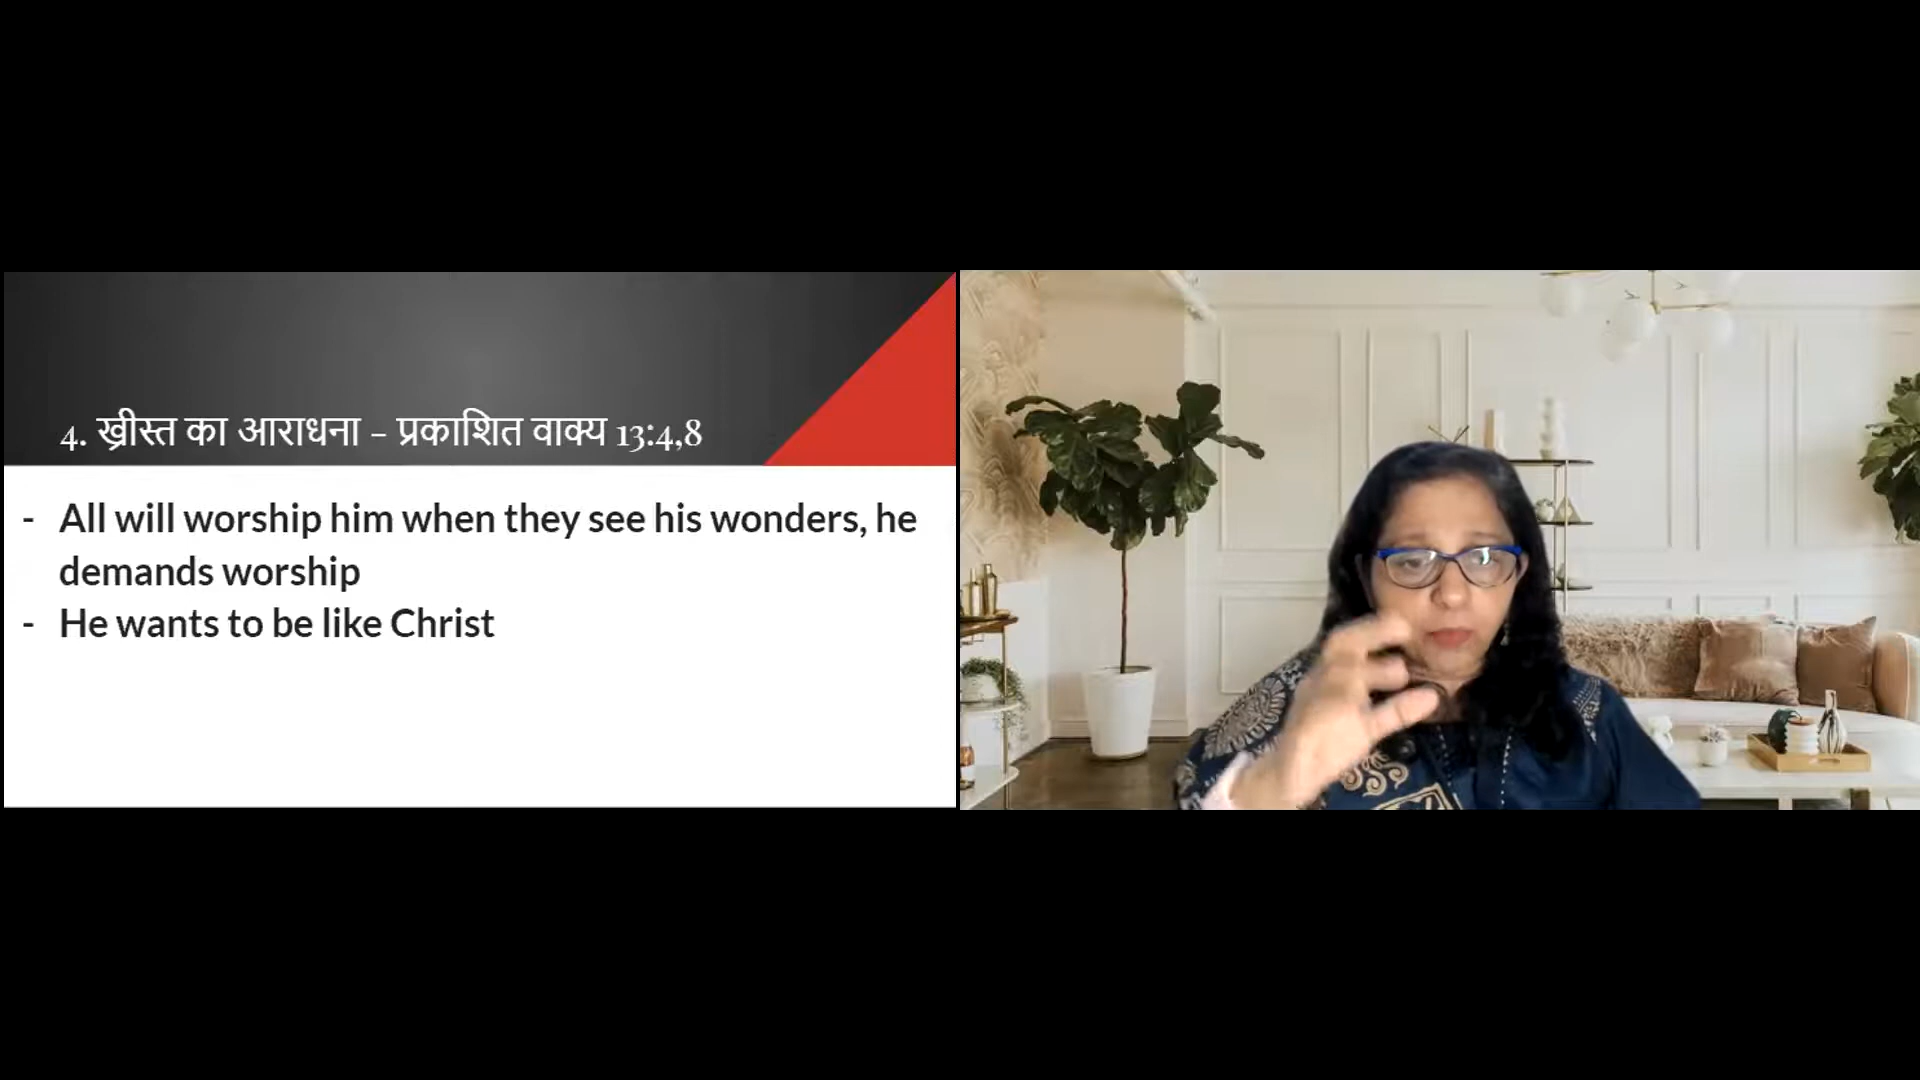 4. ख्रीस्त का आराधना – प्रकाशित वाक्य 13:4,8
- All will worship him when they see his wonders, he
demands worship
- He wants to be like Christ